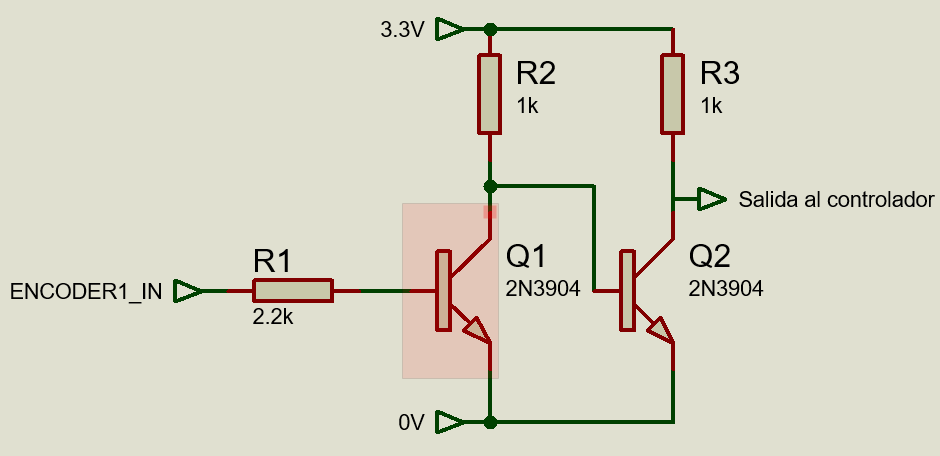 3.3V
R2
1k
R3
1k
Salida al controlador
R1
2.2k
ENCODER1_IN
Q1
2N3904
Q2
2N3904
0V